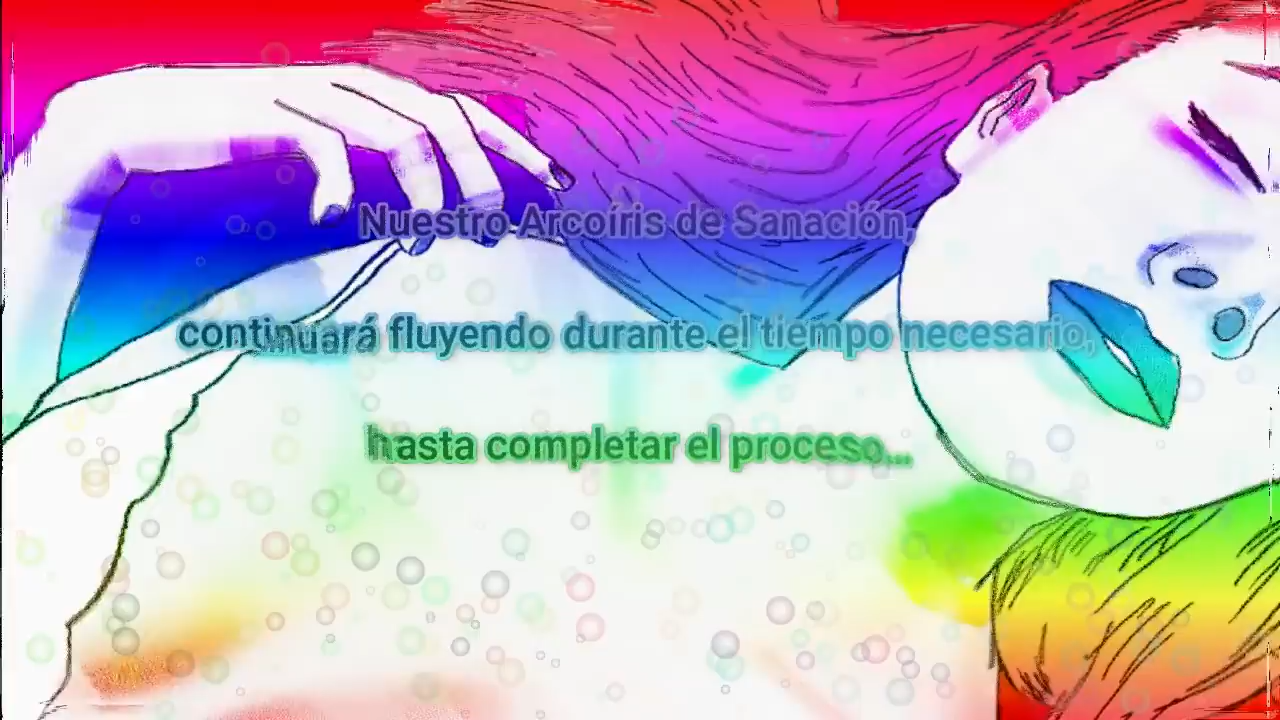 Nuestro Arcoíris de Sanación,
continuará fluyendo durante el tiempo necesario,
hasta completar el proceso...